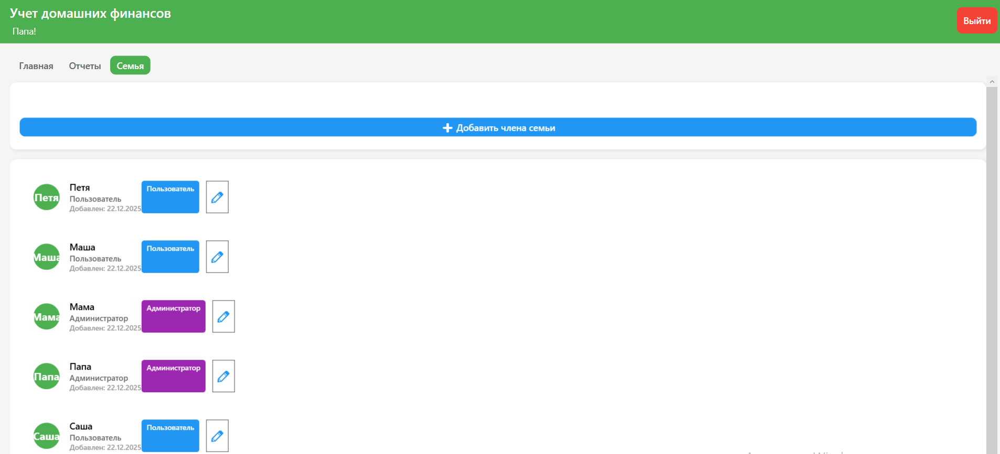 Учет домашних финансов
Папа!
Выйти
Главная Отчеты Семья
+ Добавить члена семьи
Петя
Петя
Пользователь
Добавлен: 22.12.2025
Пользователь
Маша
Маша
Пользователь
Добавлен: 22.12.2025
Пользователь
Мама
Мама
Администратор
Добавлен: 22.12.2025
Администратор
Папа
Папа
Администратор
Добавлен: 22.12.2025
Администратор
Саша
Саша
Пользователь
Добавлен: 22.12.2025
Пользователь